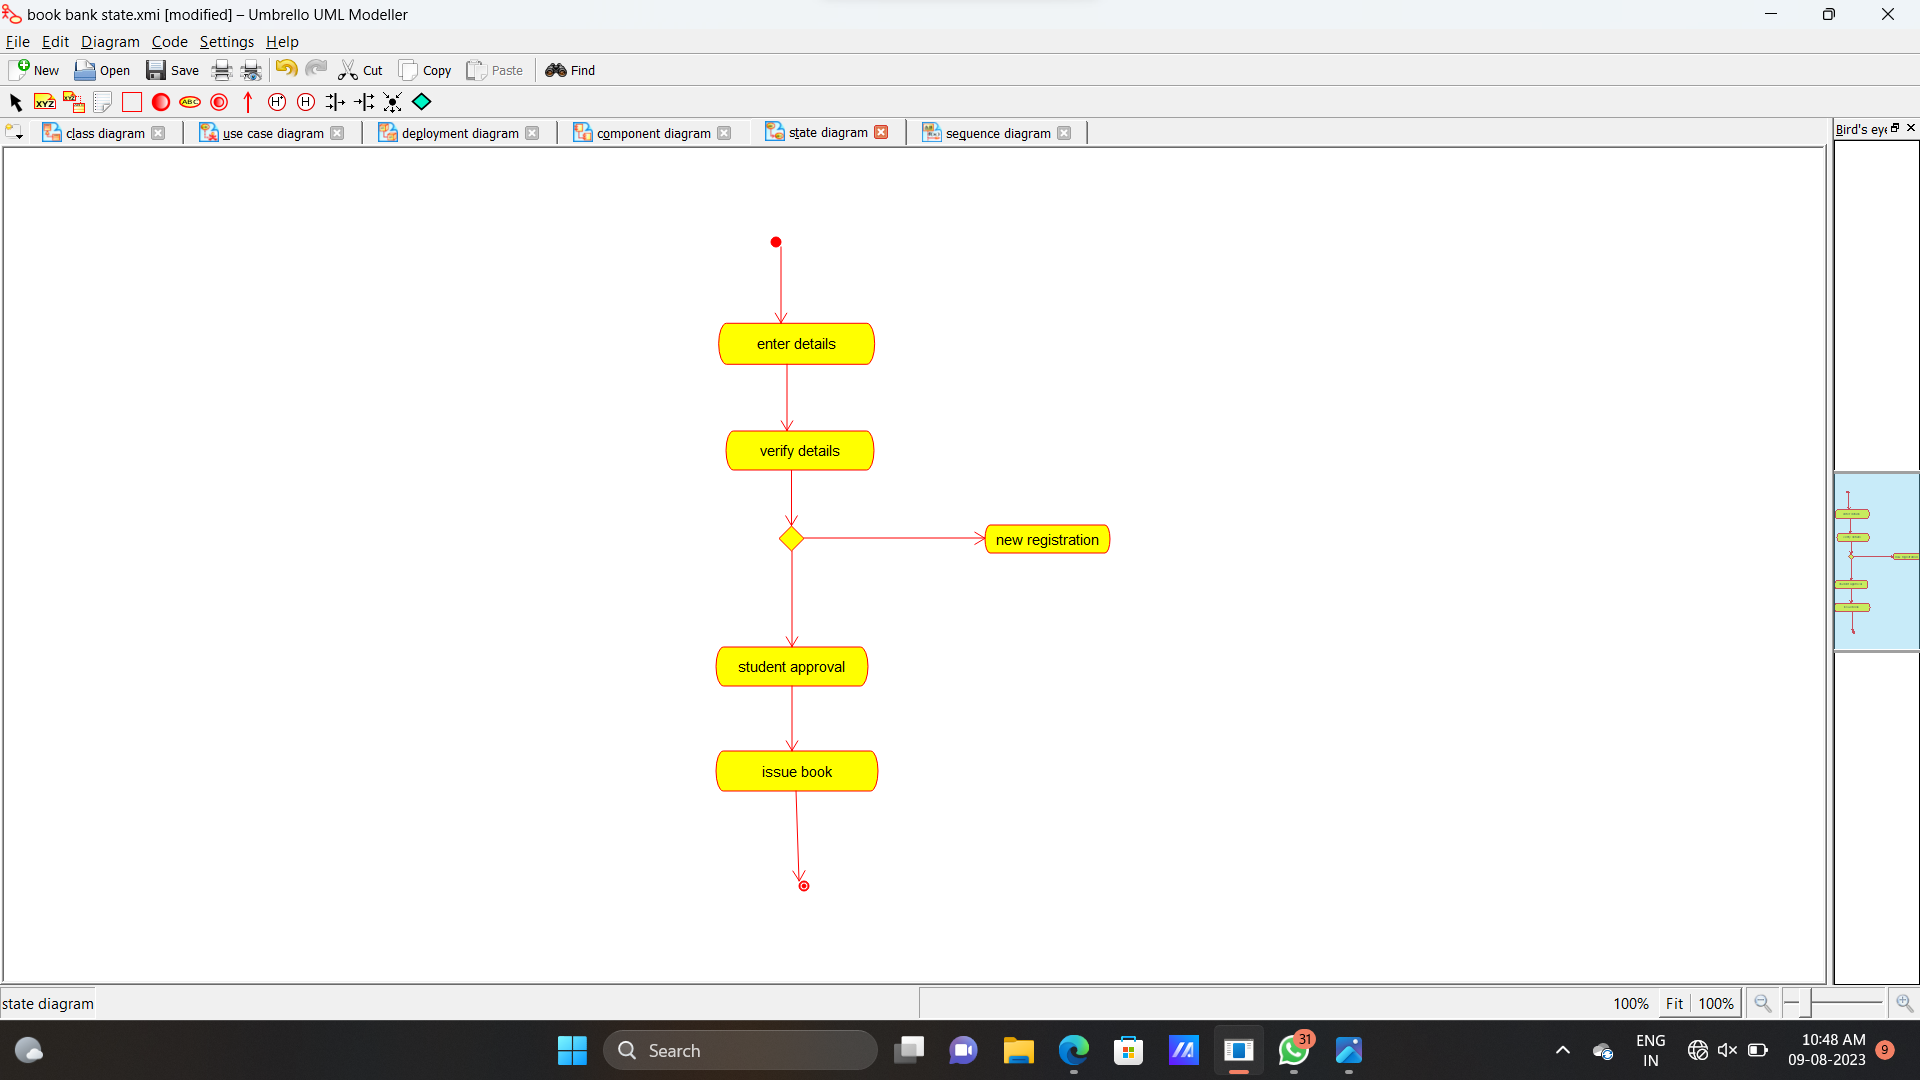 book bank state.xmi [modified] – Umbrello UML Modeller
File Edit Diagram Code Settings Help
New Open Save Cut Copy Paste Find
XYZ XYZ ABC H* H
class diagram use case diagram deployment diagram component diagram state diagram sequence diagram
Bird's eye
enter details
verify details
new registration
student approval
issue book
state diagram
100% Fit 100%
Search
31
ENG
IN
10:48 AM
09-08-2023
9